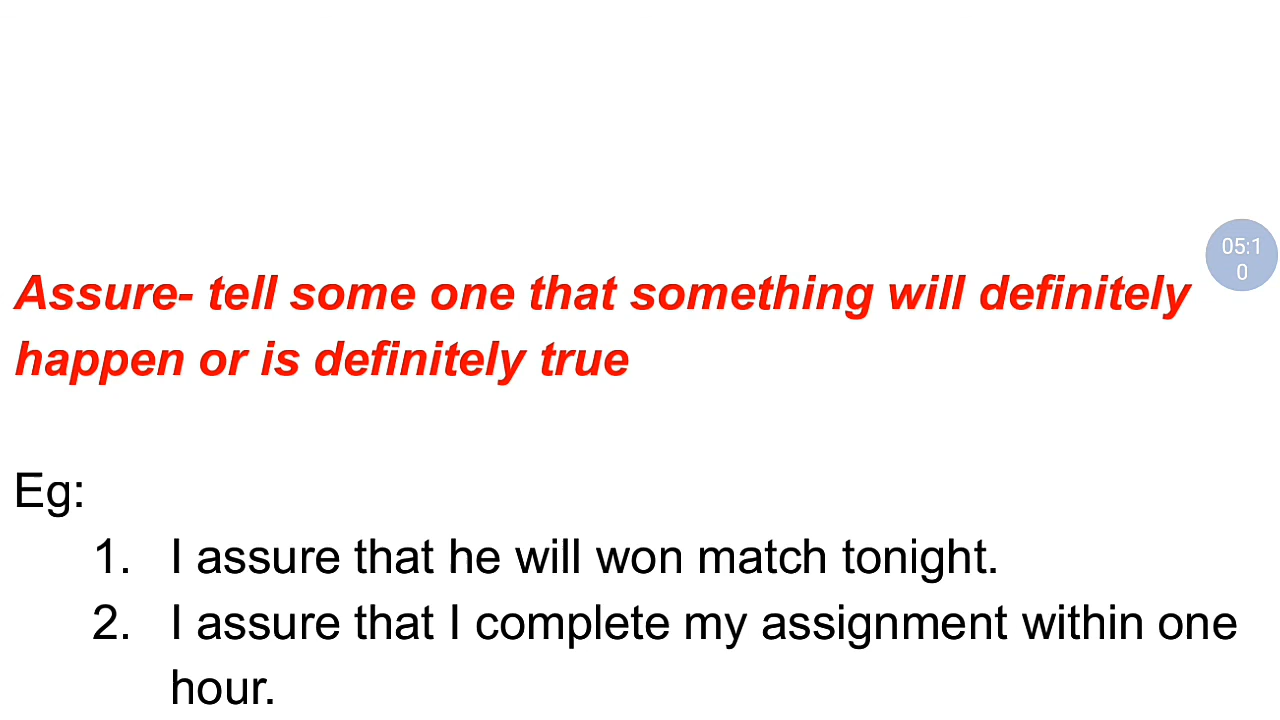 05:1
0
Assure- tell some one that something will definitely
happen or is definitely true
Eg:
1. I assure that he will won match tonight.
2. I assure that I complete my assignment within one
hour.